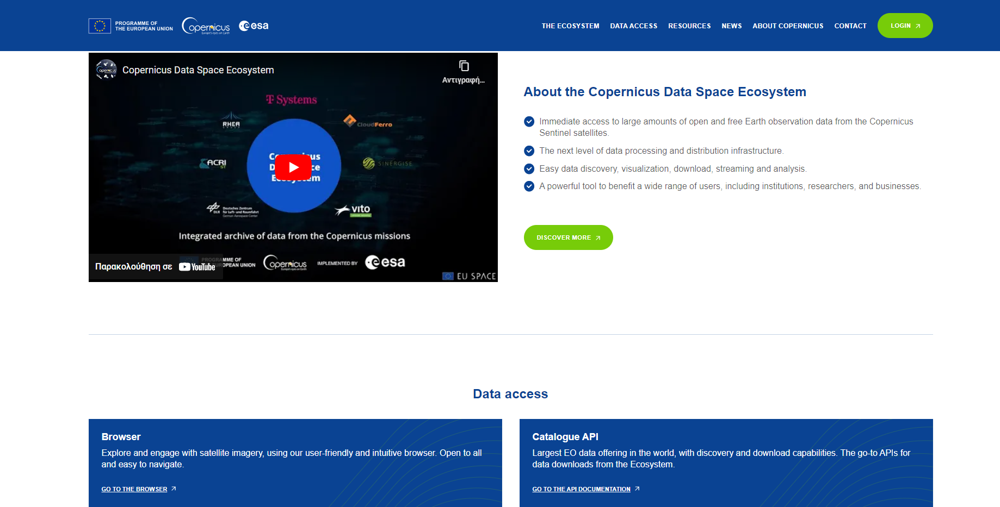 PROGRAMME OF
THE EUROPEAN UNION
Copernicus
Europe's eyes on Earth
esa
THE ECOSYSTEM
DATA ACCESS
RESOURCES
NEWS
ABOUT COPERNICUS
CONTACT
LOGIN
Copernicus
Copernicus Data Space Ecosystem
Αντιγραφή...
T Systems
RHEA
GROUP
CloudFerro
ACRI
ST
SINERGISE
DLR
Deutsches Zentrum
für Luft- und Raumfahrt
German Aerospace Center
vito
Integrated archive of data from the Copernicus missions
Παρακολούθηση σε YouTube
PROGRAMME OF
OPEAN UNION
Copernicus
Europe's eyes on Earth
IMPLEMENTED BY
esa
EU SPACE
About the Copernicus Data Space Ecosystem
Immediate access to large amounts of open and free Earth observation data from the Copernicus
Sentinel satellites.
The next level of data processing and distribution infrastructure.
Easy data discovery, visualization, download, streaming and analysis.
A powerful tool to benefit a wide range of users, including institutions, researchers, and businesses.
DISCOVER MORE
Data access
Browser
Explore and engage with satellite imagery, using our user-friendly and intuitive browser. Open to all
and easy to navigate.
GO TO THE BROWSER
Catalogue API
Largest EO data offering in the world, with discovery and download capabilities. The go-to APIs for
data downloads from the Ecosystem.
GO TO THE API DOCUMENTATION